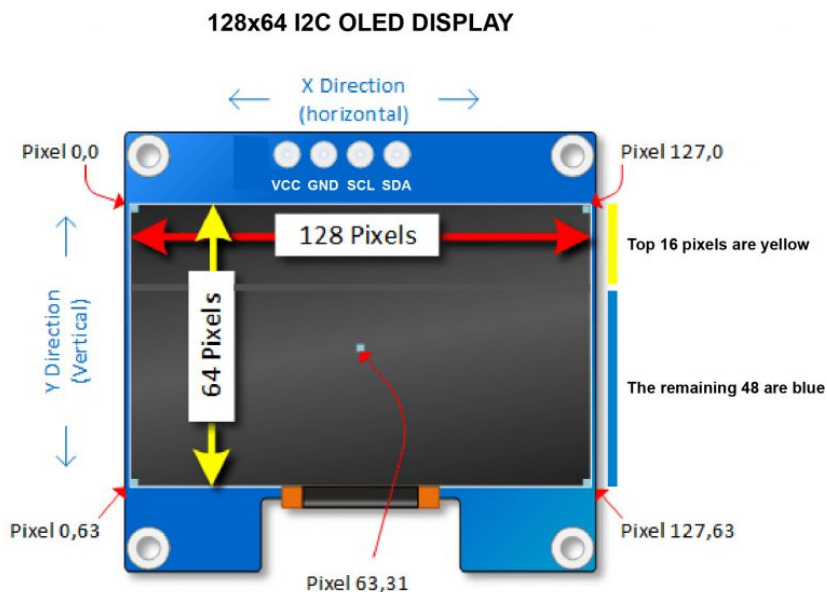 128x64 I2C OLED DISPLAY
X Direction
(horizontal)
Pixel 0,0
Pixel 127,0
VCC GND SCL SDA
128 Pixels
Top 16 pixels are yellow
Y Direction
(Vertical)
64 Pixels
The remaining 48 are blue
Pixel 0,63
Pixel 127,63
Pixel 63,31